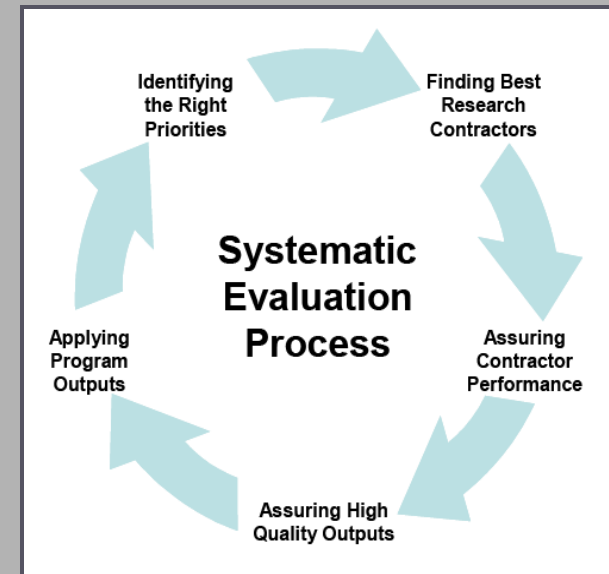 Identifying
the Right
Priorities
Finding Best
Research
Contractors
Systematic
Evaluation
Process
Applying
Program
Outputs
Assuring
Contractor
Performance
Assuring High
Quality Outputs